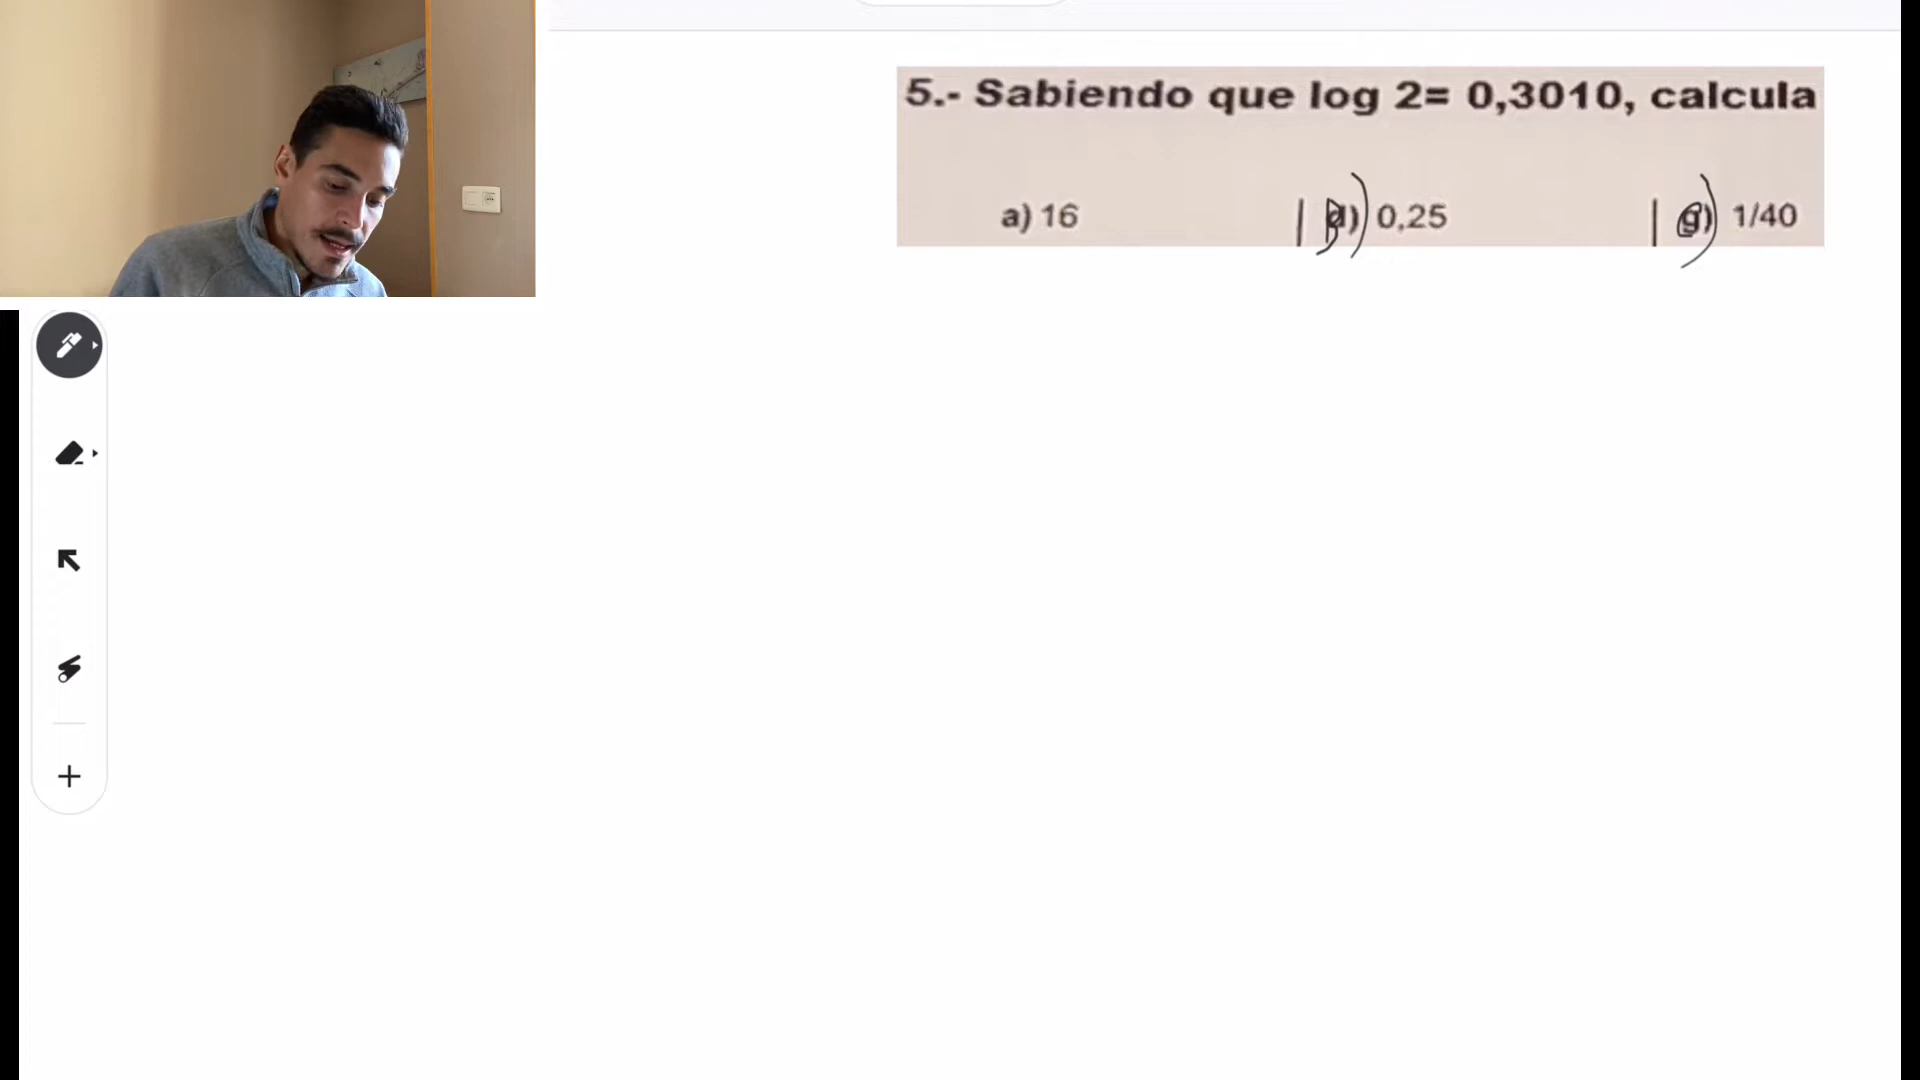 5.- Sabiendo que log 2= 0,3010, calcula
a) 16 | b) 0,25 | c) 1/40